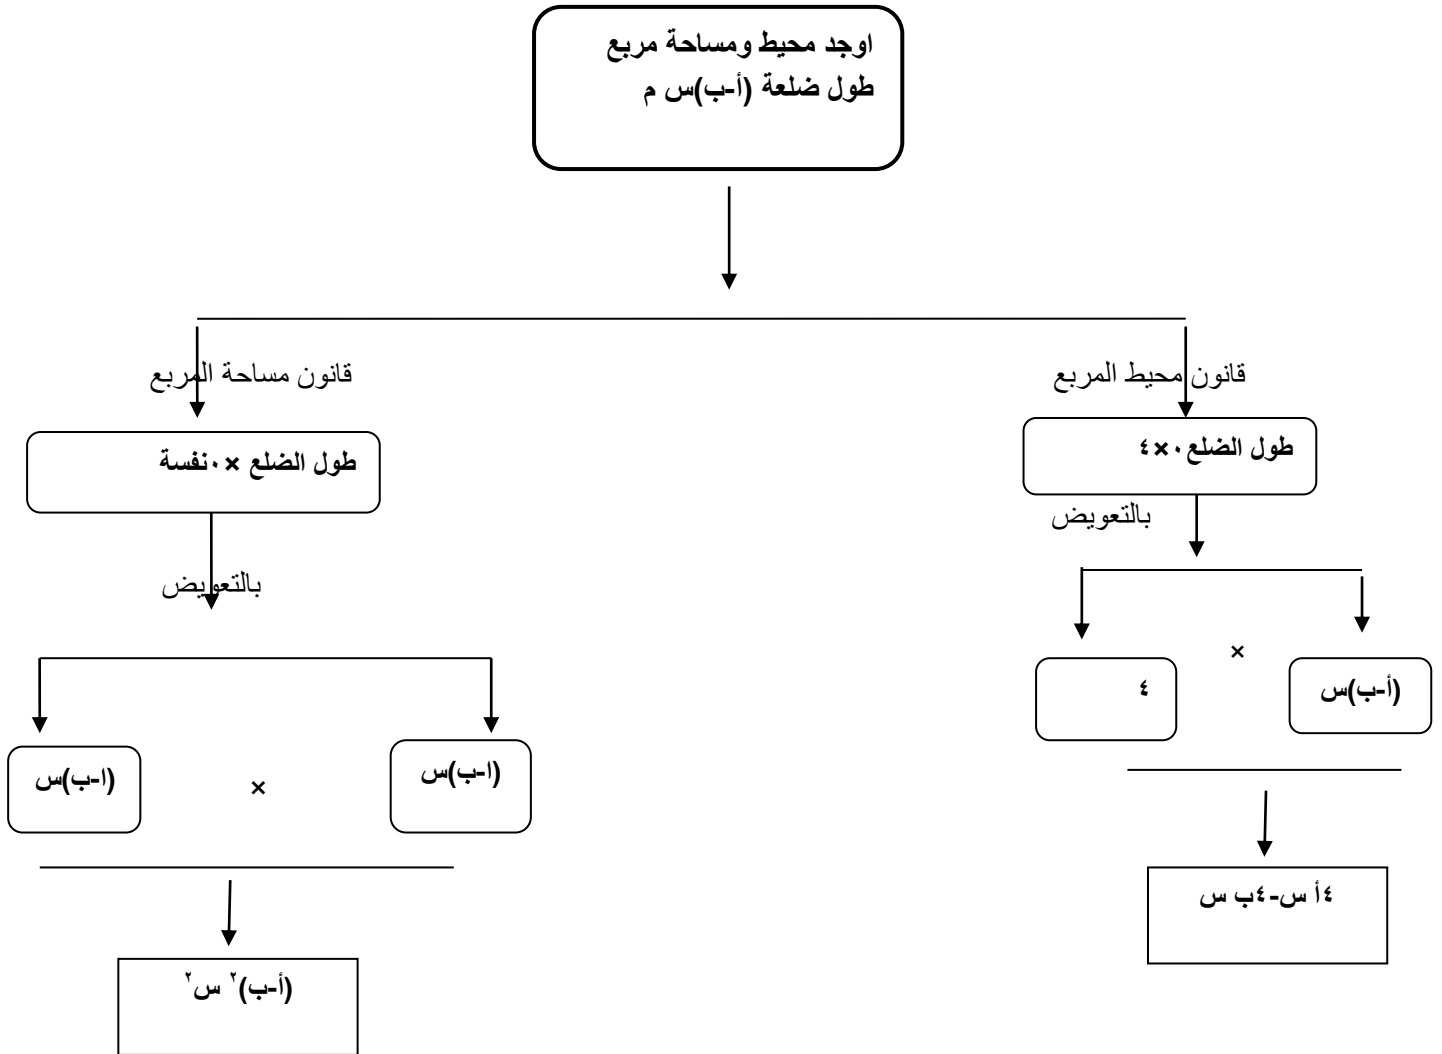 اوجد محيط ومساحة مربع
طول ضلعة (أ-ب)س م
قانون محيط المربع
قانون مساحة المربع
طول الضلع٠×٤
طول الضلع ×٠نفسة
بالتعويض
بالتعويض
(أ-ب)س
×
٤
(ا-ب)س
×
(ا-ب)س
٤أ س-٤ب س
(أ-ب)٢ س٢